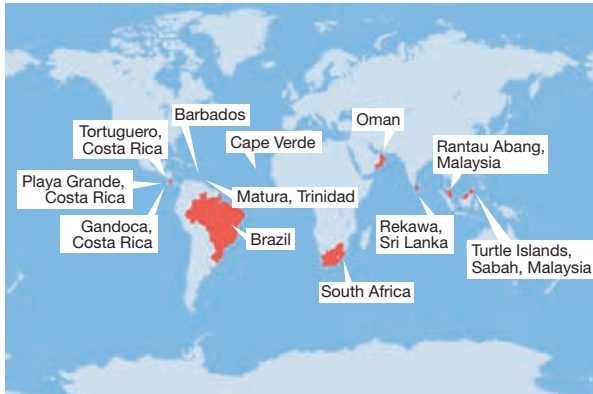 Barbados
Tortuguero,
Costa Rica
Cape Verde
Oman
Rantau Abang,
Malaysia
Playa Grande,
Costa Rica
Matura, Trinidad
Gandoca,
Costa Rica
Brazil
Rekawa,
Sri Lanka
Turtle Islands,
Sabah, Malaysia
South Africa